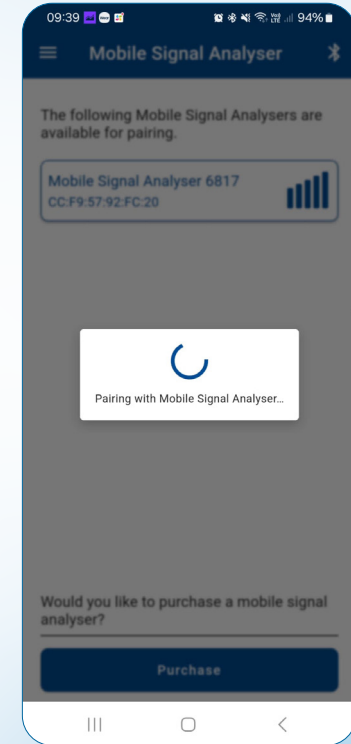 09:39
94%
Mobile Signal Analyser
The following Mobile Signal Analysers are
available for pairing.
Mobile Signal Analyser 6817
CC:F9:57:92:FC:20
Pairing with Mobile Signal Analyser...
Would you like to purchase a mobile signal
analyser?
Purchase